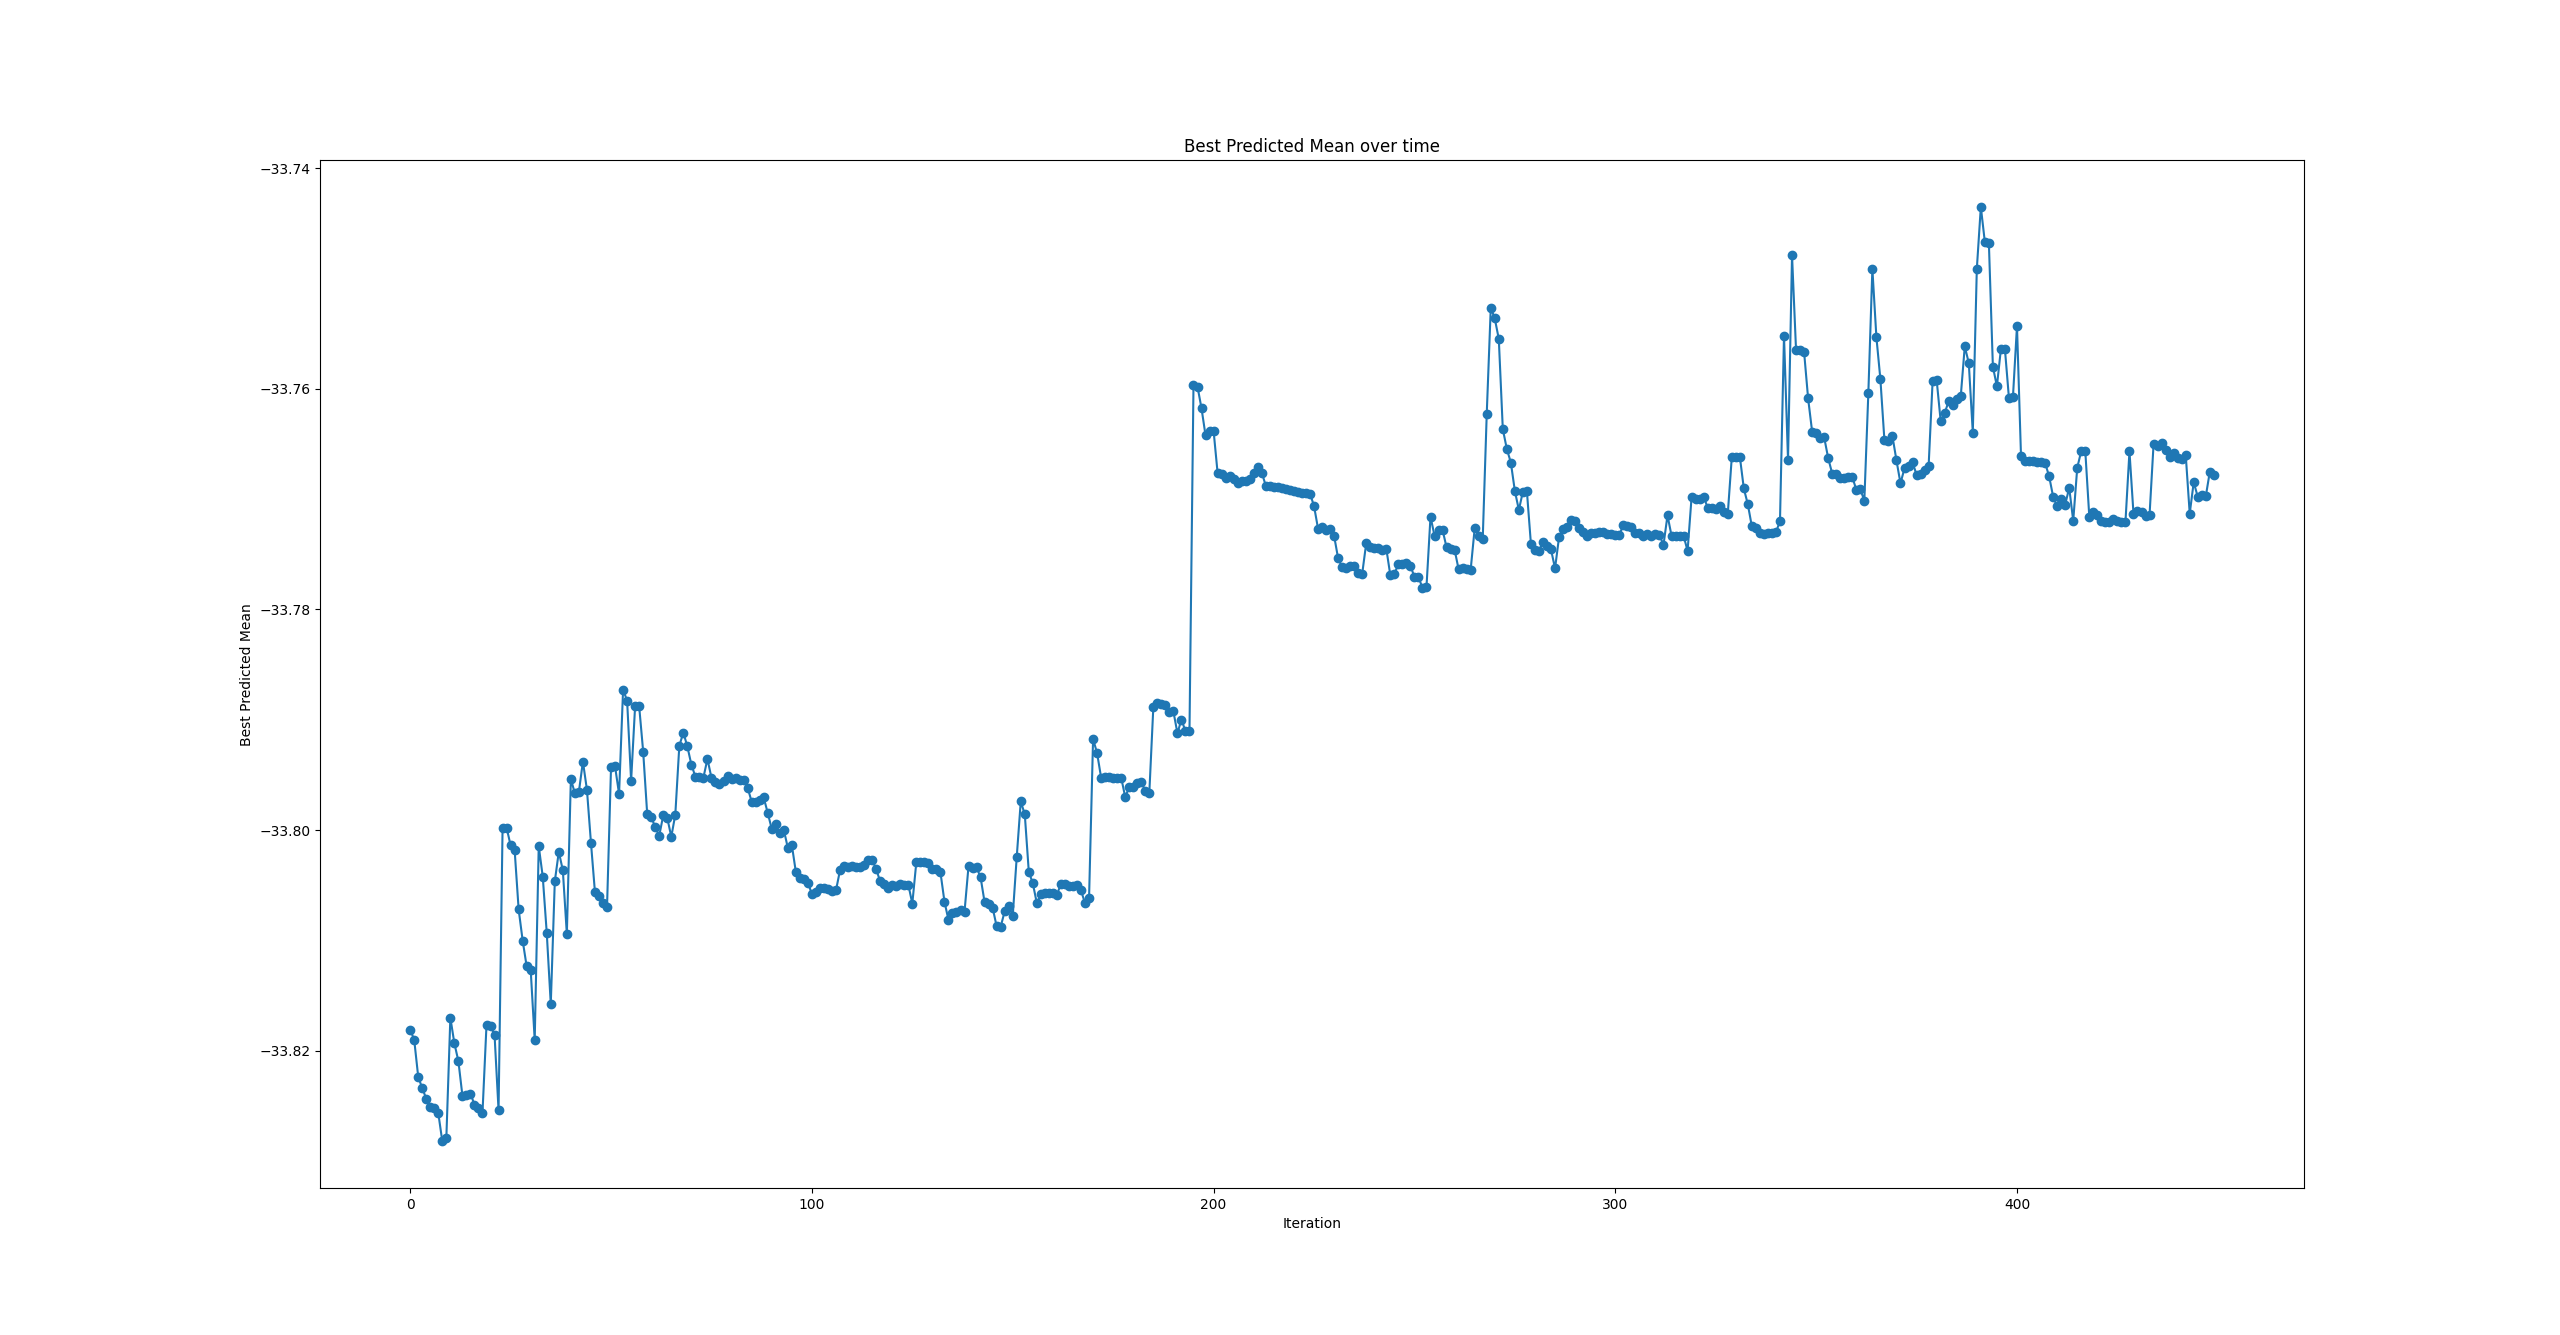 Best Predicted Mean over time
−33.74
−33.76
−33.78
−33.80
−33.82
Best Predicted Mean
0 100 200 300 400
Iteration